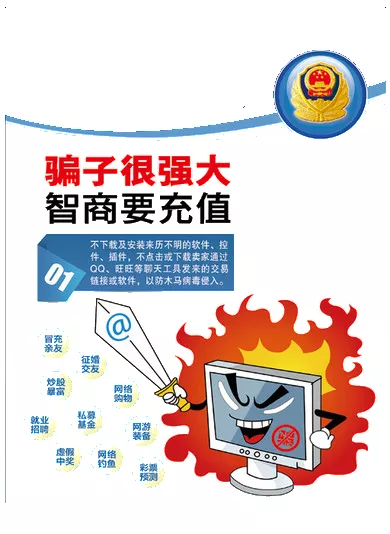 骗子很强大
智商要充值
01
不下载及安装来历不明的软件、控
件、插件，不点击或下载卖家通过
QQ、旺旺等聊天工具发来的交易
链接或软件，以防木马病毒侵入。
@
冒充
亲友
征婚
交友
炒股
暴富
网络
购物
就业
招聘
私募
基金
网游
装备
虚假
中奖
网络
钓鱼
彩票
预测